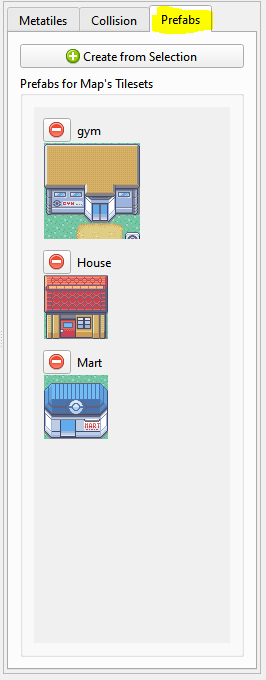 Metatiles Collision Prefabs
Create from Selection
Prefabs for Map's Tilesets
gym
GYM
House
Mart
MART